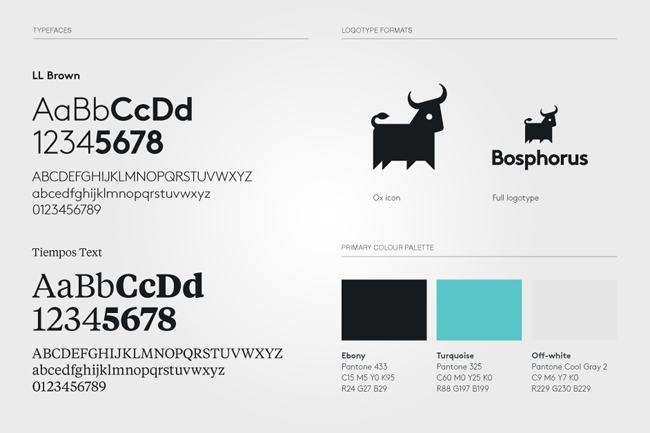 TYPEFACES
LL Brown
AaBbCcDd
12345678
ABCDEFGHIJKLMNOPQRSTUVWXYZ
abcedfghijklmnopqrstuvwxyz
0123456789
Tiempos Text
AaBbCcDd
12345678
ABCDEFGHIJKLMNOPQRSTUVWXYZ
abcedfghijklmnopqrstuvwxyz
0123456789
LOGOTYPE FORMATS
Bosphorus
Ox icon
Full logotype
PRIMARY COLOUR PALETTE
Ebony
Pantone 433
C15 M5 Y0 K95
R24 G27 B29
Turquoise
Pantone 325
C60 M0 Y25 K0
R88 G197 B199
Off-white
Pantone Cool Gray 2
C9 M6 Y7 K0
R229 G230 B229